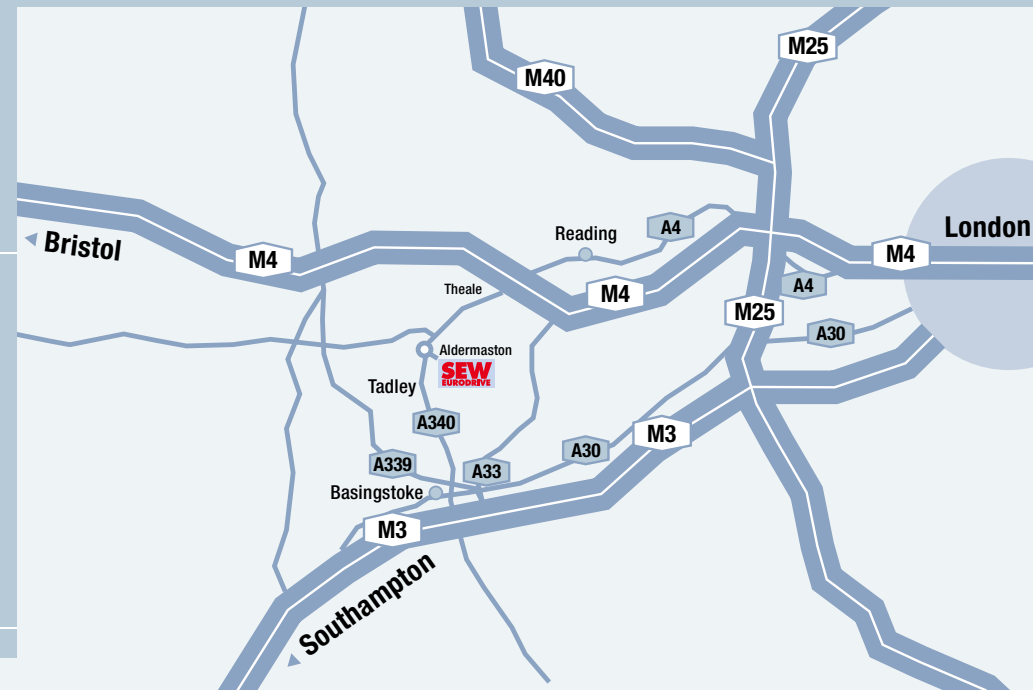 M25
M40
A4
Reading
London
Bristol
M4
M4
A4
Theale
M4
M25
A30
Aldermaston
SEW
EURODRIVE
Tadley
A340
M3
A30
A339
A33
Basingstoke
M3
Southampton